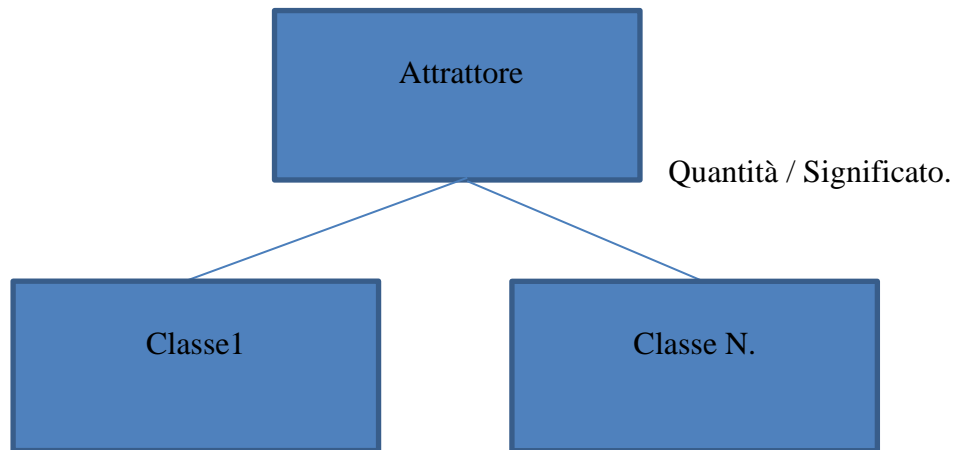 Attrattore
Quantità / Significato.
Classe1
Classe N.